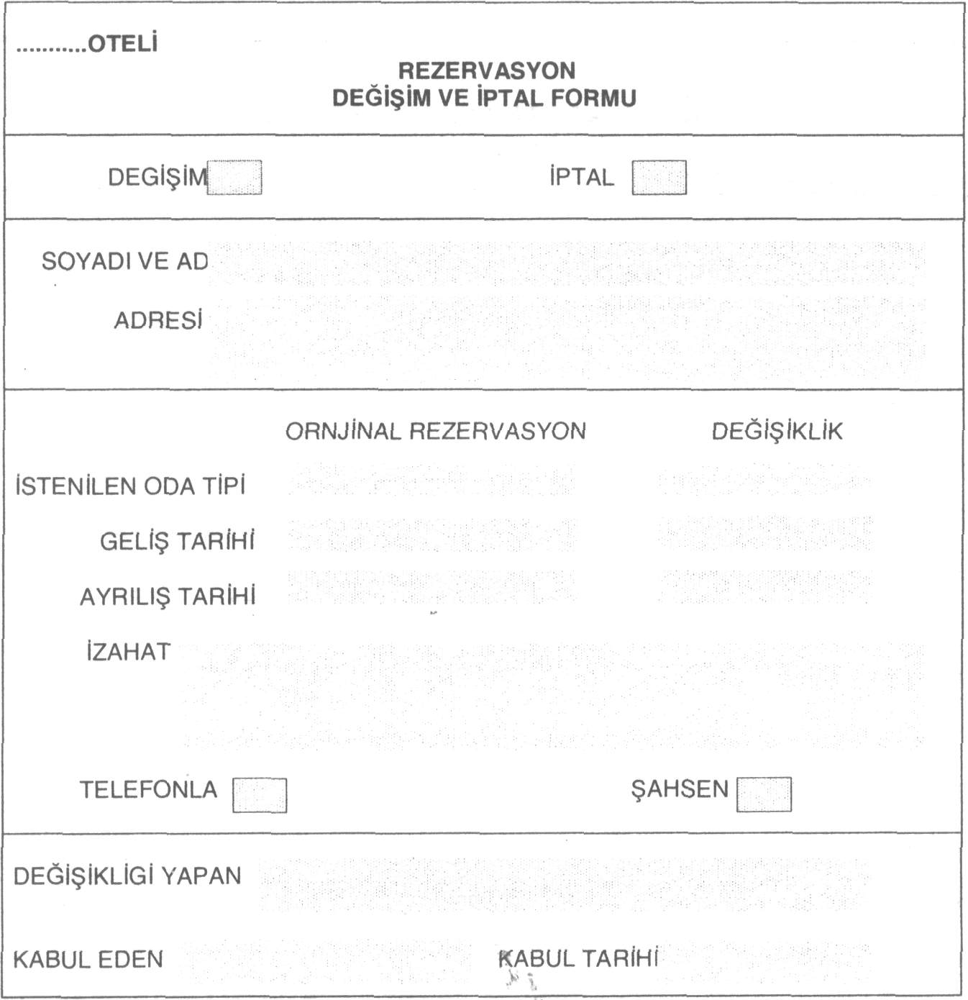 ...........OTELİ
REZERVASYON
DEĞİŞİM VE İPTAL FORMU
DEGİŞİM İPTAL
SOYADI VE AD
ADRESİ
ORNJİNAL REZERVASYON DEĞİŞİKLİK
İSTENİLEN ODA TİPİ
GELİŞ TARİHİ
AYRILIŞ TARİHİ
İZAHAT
TELEFONLA ŞAHSEN
DEĞİŞİKLİGİ YAPAN
KABUL EDEN KABUL TARİHİ